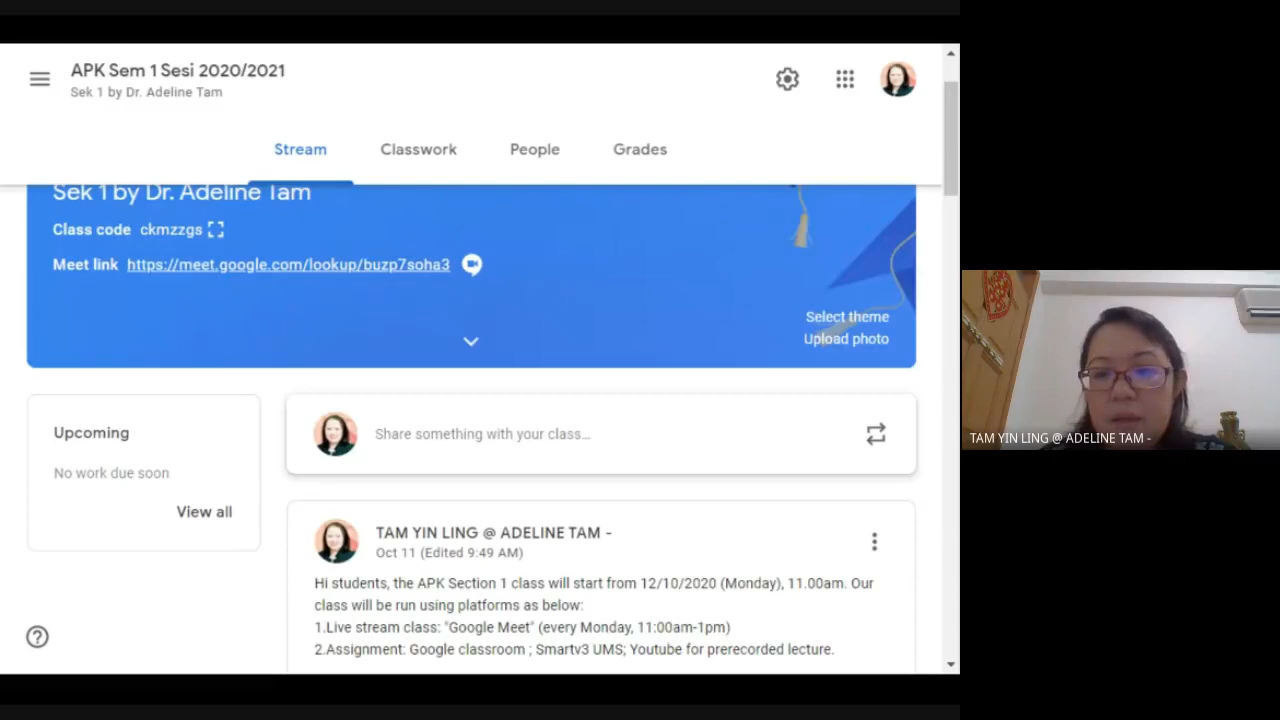 APK Sem 1 Sesi 2020/2021
Sek 1 by Dr. Adeline Tam
Stream Classwork People Grades
Sek 1 by Dr. Adeline Tam
Class code ckmzzgs
Meet link https://meet.google.com/lookup/buzp7soha3
Select theme
Upload photo
Upcoming
No work due soon
View all
Share something with your class...
TAM YIN LING @ ADELINE TAM -
Oct 11 (Edited 9:49 AM)
Hi students, the APK Section 1 class will start from 12/10/2020 (Monday), 11.00am. Our
class will be run using platforms as below:
1.Live stream class: "Google Meet" (every Monday, 11:00am-1pm)
2.Assignment: Google classroom ; Smartv3 UMS; Youtube for prerecorded lecture.
TAM YIN LING @ ADELINE TAM -